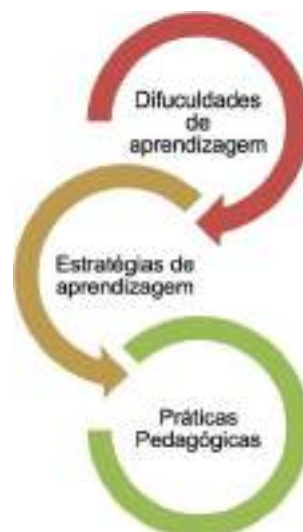 Difuculdades
de
aprendizagem
Estratégias de
aprendizagem
Práticas
Pedagógicas